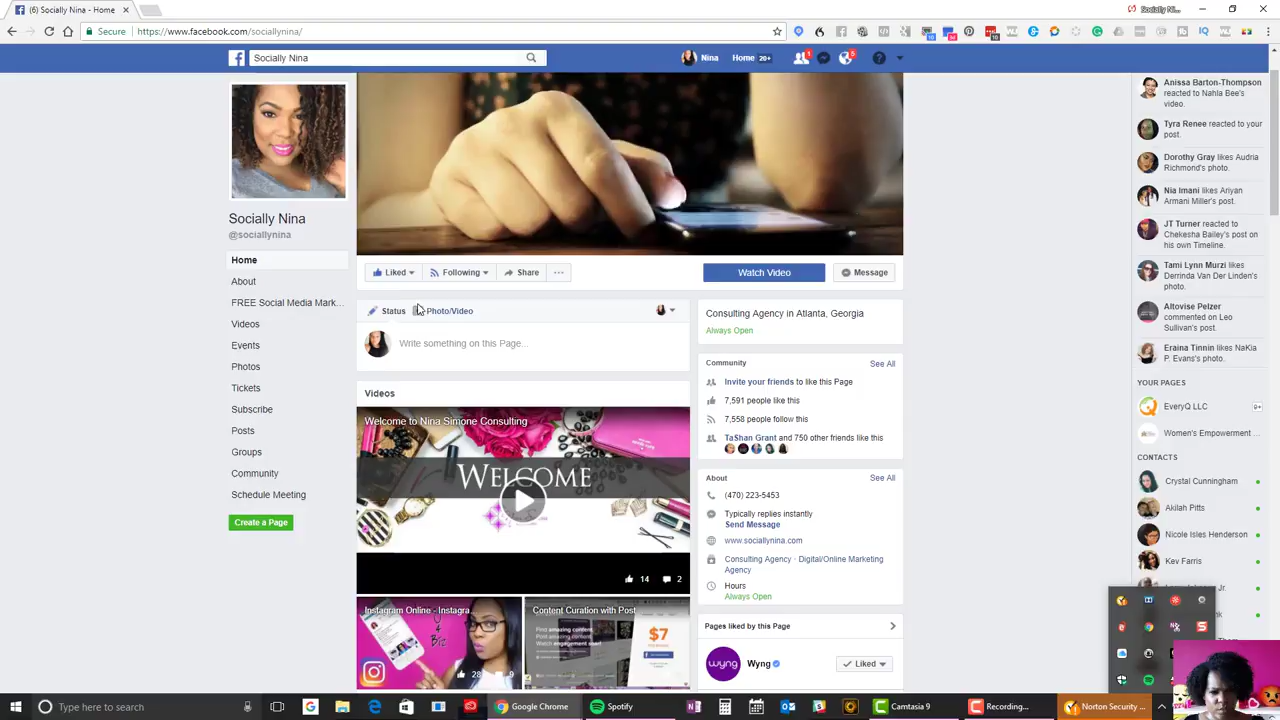 (6) Socially Nina - Home
Socially Ni...
Secure
https://www.facebook.com/sociallynina/
Socially Nina
Nina
Home 20+
1
5
Socially Nina
@sociallynina
Home
About
FREE Social Media Mark...
Videos
Events
Photos
Tickets
Subscribe
Posts
Groups
Community
Schedule Meeting
Create a Page
Liked
Following
Share
Watch Video
Message
Status
Photo/Video
Write something on this Page...
Videos
Welcome to Nina Simone Consulting
WELCOME
14
2
Instagram Online - Instagra...
Content Curation with Post
$7
Consulting Agency in Atlanta, Georgia
Always Open
Community
See All
Invite your friends to like this Page
7,591 people like this
7,558 people follow this
TaShan Grant and 750 other friends like this
About
See All
(470) 223-5453
Typically replies instantly
Send Message
www.sociallynina.com
Consulting Agency · Digital/Online Marketing
Agency
Hours
Always Open
Pages liked by this Page
wyng
Wyng
Liked
Anissa Barton-Thompson
reacted to Nahla Bee's
video.
Tyra Renee reacted to your
post.
Dorothy Gray likes Audria
Richmond's photo.
Nia Imani likes Ariyan
Armani Miller's post.
JT Turner reacted to
Chekesha Bailey's post on
his own Timeline.
Tami Lynn Murzi likes
Derrinda Van Der Linden's
photo.
Altovise Pelzer
commented on Leo
Sullivan's post.
Eraina Tinnin likes NaKia
P. Evans's photo.
YOUR PAGES
EveryQ LLC
9+
Women's Empowerment ...
CONTACTS
Crystal Cunningham
Akilah Pitts
Nicole Isles Henderson
Kev Farris
Type here to search
Google Chrome
Spotify
Camtasia 9
Recording...
Norton Security ...